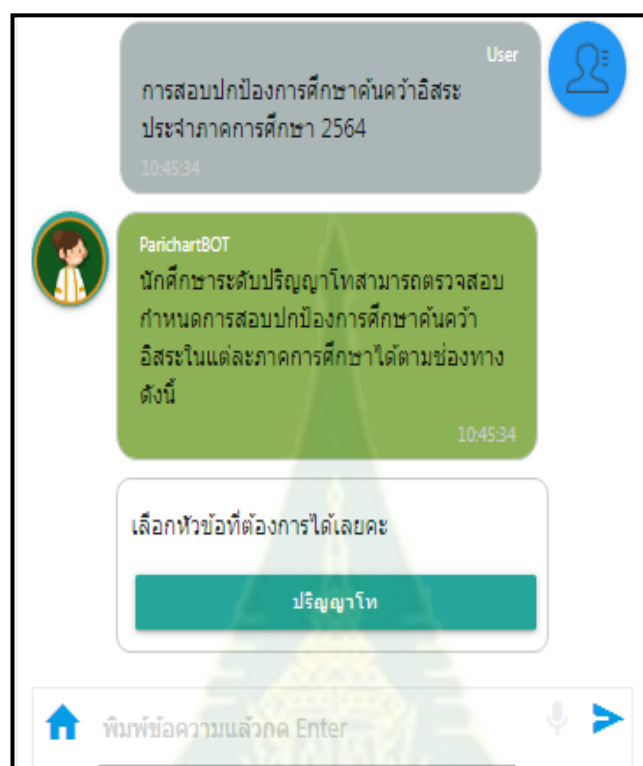 User
การสอบปกป้องการศึกษาค้นคว้าอิสระ
ประจำภาคการศึกษา 2564
10:45:34
ParichartBOT
นักศึกษาระดับปริญญาโทสามารถตรวจสอบ
กำหนดการสอบปกป้องการศึกษาค้นคว้า
อิสระในแต่ละภาคการศึกษาได้ตามช่องทาง
ดังนี้
10:45:34
เลือกหัวข้อที่ต้องการได้เลยคะ
ปริญญาโท
พิมพ์ข้อความแล้วกด Enter